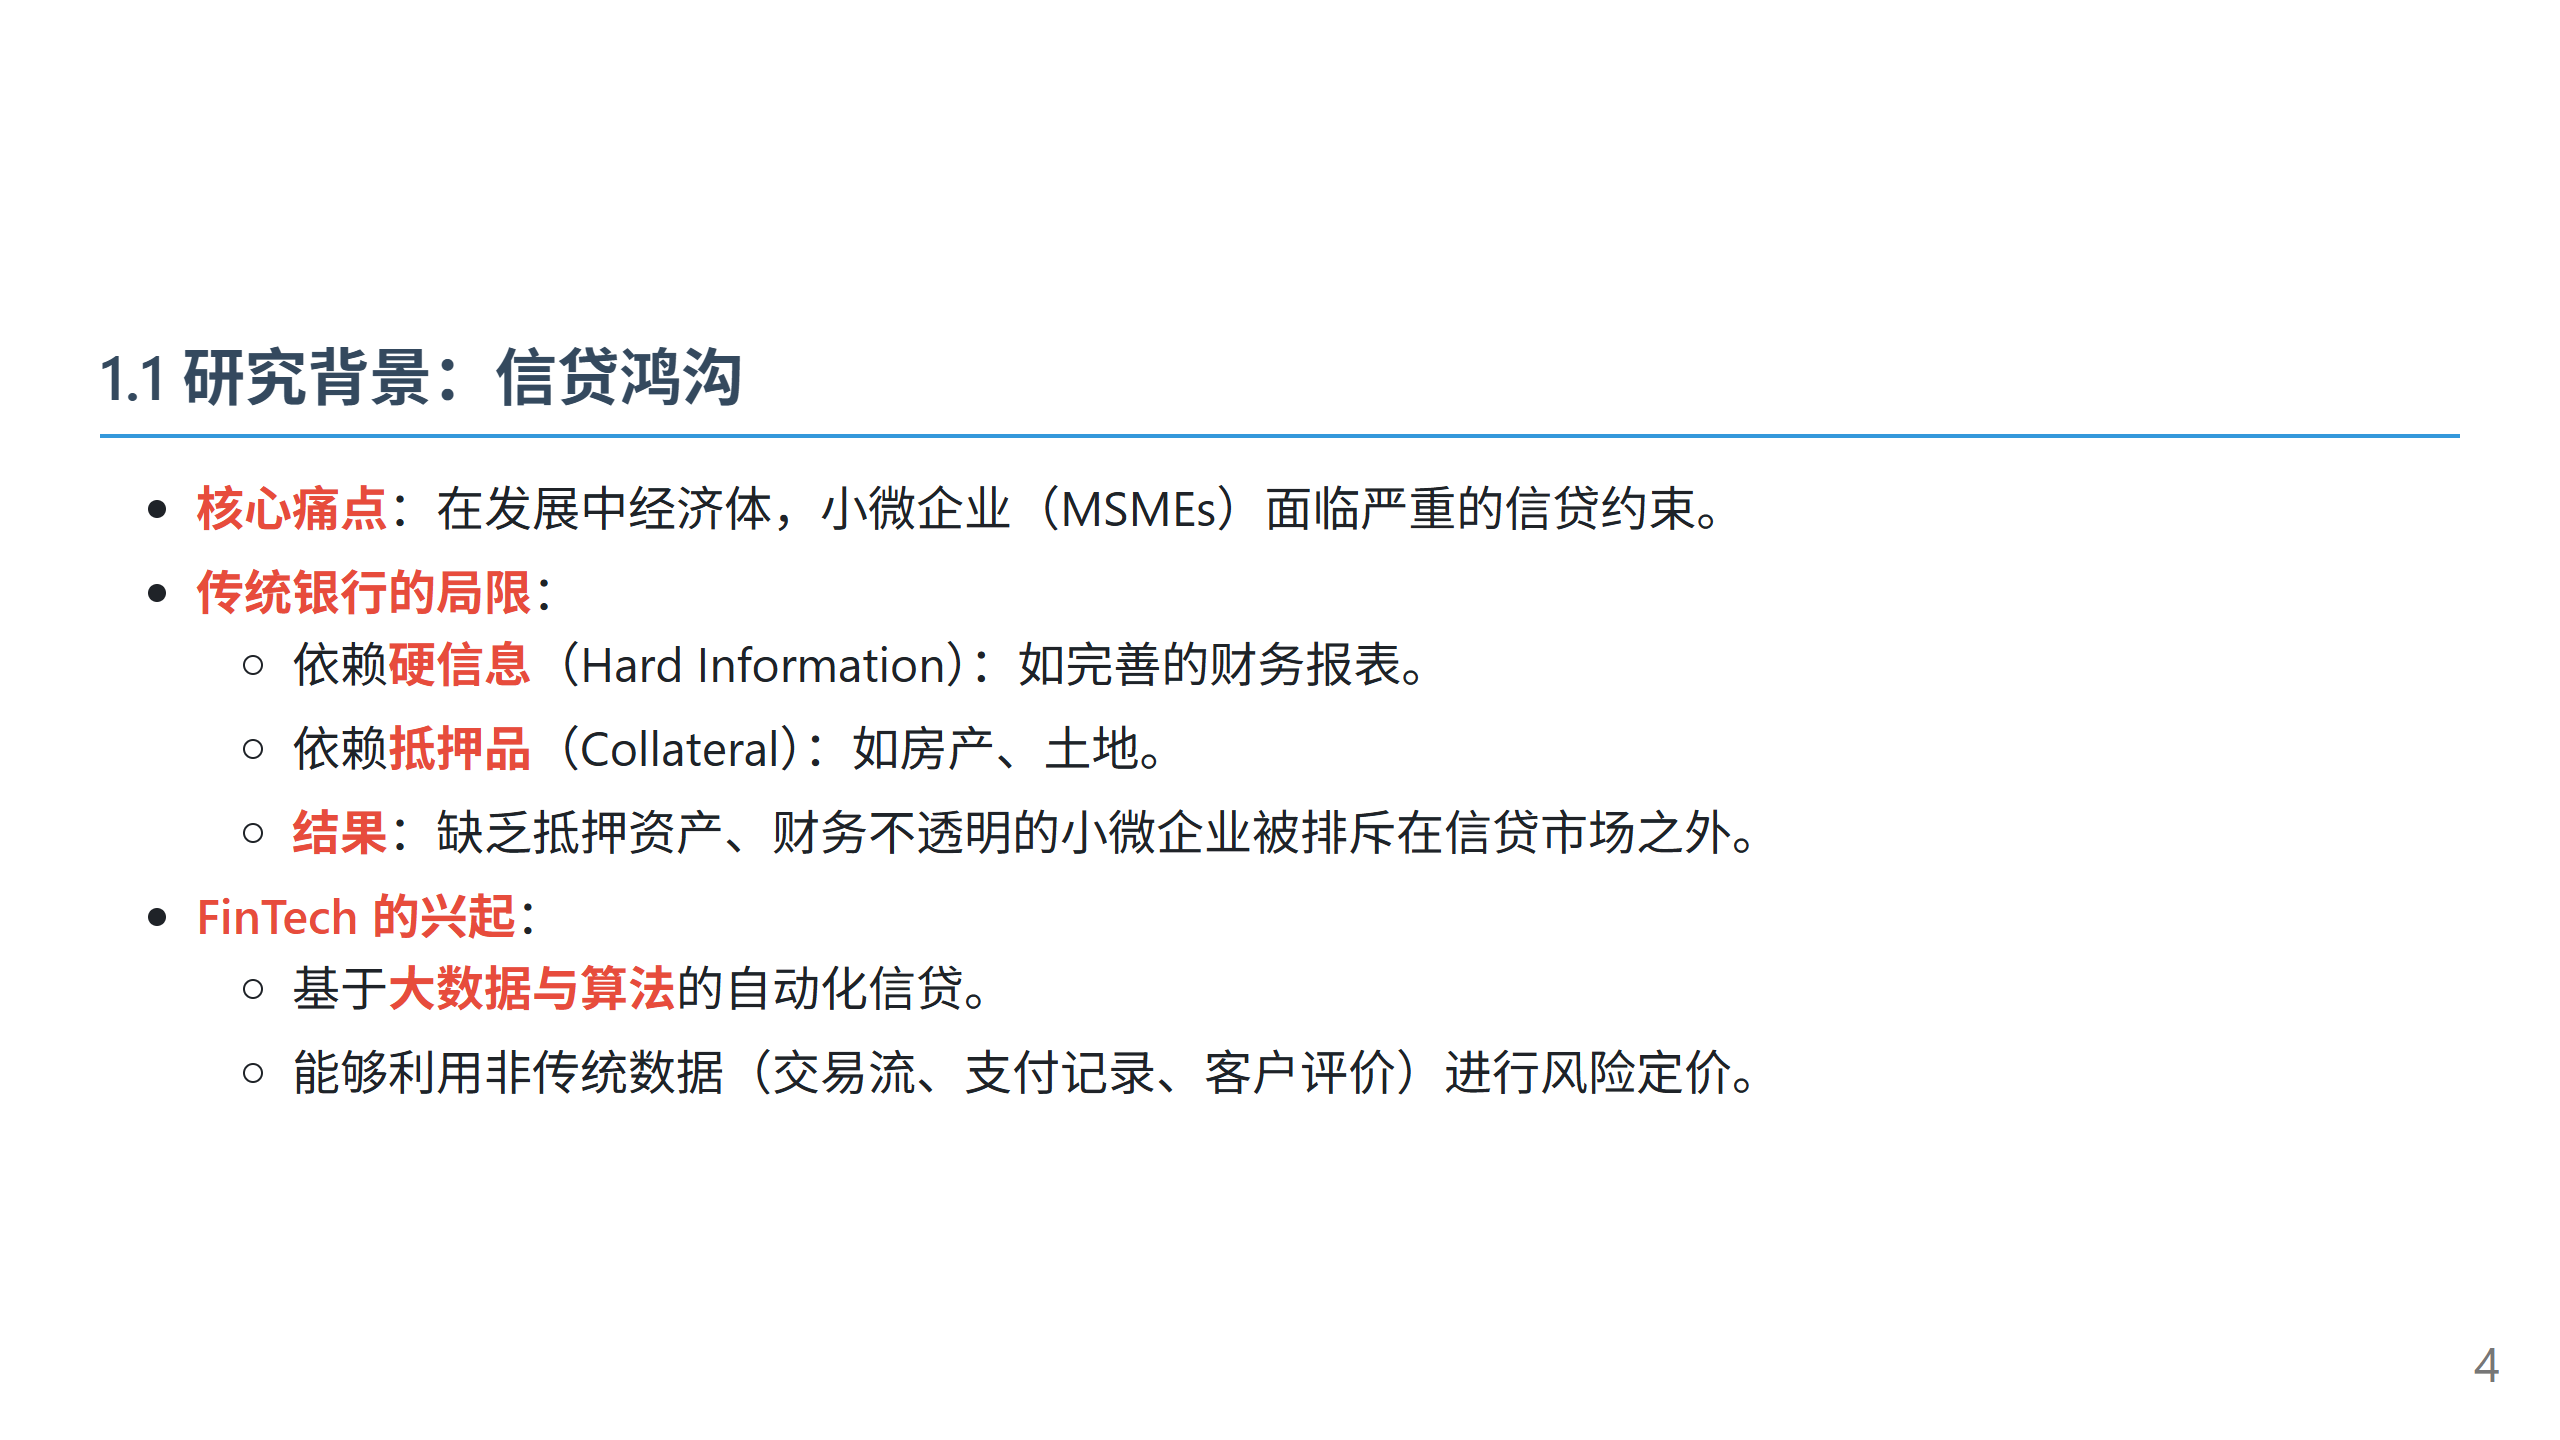 1.1 研究背景：信贷鸿沟
核心痛点：在发展中经济体，小微企业（MSMEs）面临严重的信贷约束。
传统银行的局限：
依赖硬信息（Hard Information）：如完善的财务报表。
依赖抵押品（Collateral）：如房产、土地。
结果：缺乏抵押资产、财务不透明的小微企业被排斥在信贷市场之外。
FinTech 的兴起：
基于大数据与算法的自动化信贷。
能够利用非传统数据（交易流、支付记录、客户评价）进行风险定价。
4